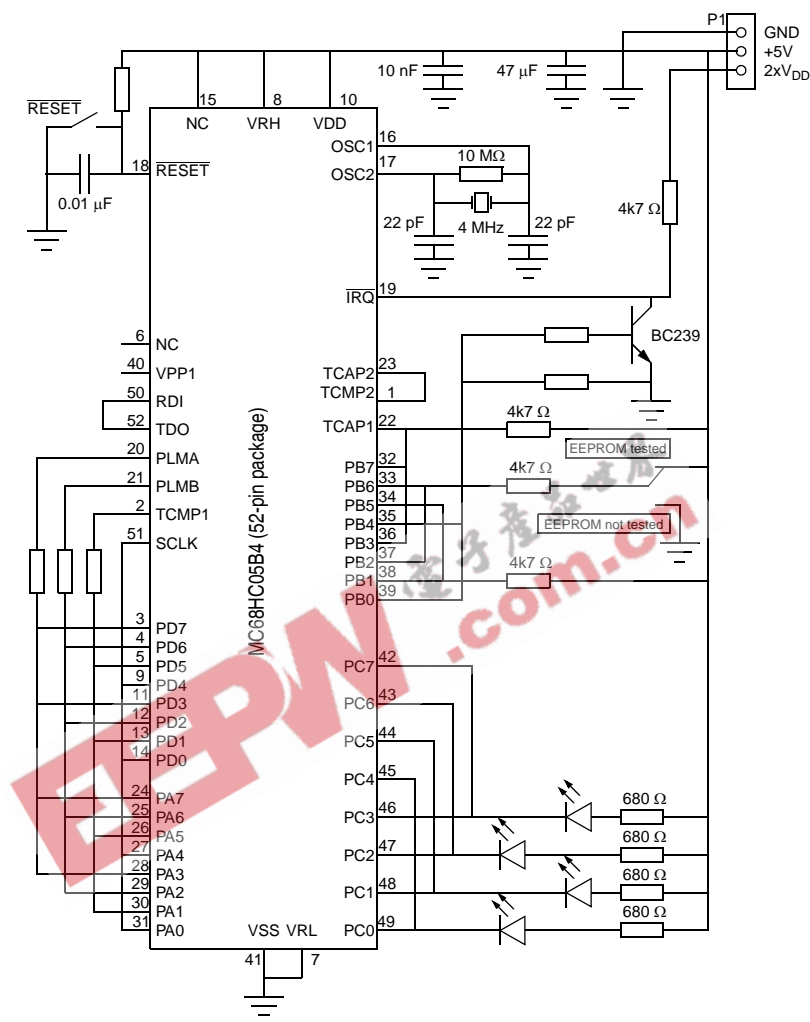 P1
GND
+5V
2xVDD
10 nF
47 µF
15
8
10
RESET
NC
VRH
VDD
16
OSC1
17
OSC2
10 MΩ
18
RESET
0.01 µF
22 pF
4 MHz
22 pF
4k7 Ω
IRQ
19
BC239
6
NC
40
VPP1
50
RDI
52
TDO
20
PLMA
21
PLMB
2
TCMP1
51
SCLK
TCAP2
23
TCMP2
1
TCAP1
22
4k7 Ω
EEPROM tested
PB7
32
PB6
33
4k7 Ω
PB5
34
PB4
35
EEPROM not tested
PB3
36
PB2
37
PB1
38
4k7 Ω
PB0
39
MC68HC05B4 (52-pin package)
電子產品世界
EEPW
.com.cn
3
PD7
4
PD6
5
PD5
9
PD4
11
PD3
12
PD2
13
PD1
14
PD0
PC7
42
PC6
43
PC5
44
PC4
45
PC3
46
680 Ω
PC2
47
680 Ω
PC1
48
680 Ω
PC0
49
680 Ω
24
PA7
25
PA6
26
PA5
27
PA4
28
PA3
29
PA2
30
PA1
31
PA0
VSS
VRL
41
7